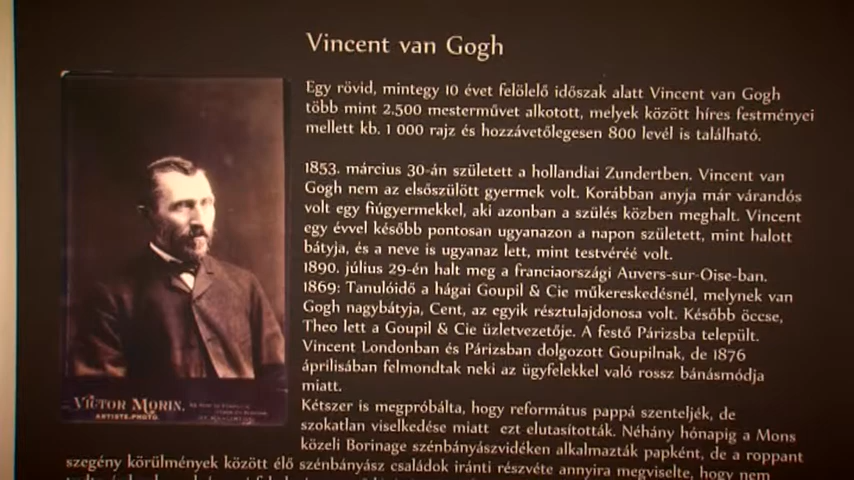 Vincent van Gogh
Egy rövid, mintegy 10 évet felölelő időszak alatt Vincent van Gogh
több mint 2.500 mesterművet alkotott, melyek között híres festményei
mellett kb. 1 000 rajz és hozzávetőlegesen 800 levél is található.
1853. március 30-án született a hollandiai Zundertben. Vincent van
Gogh nem az elsőszülött gyermek volt. Korábban anyja már várandós
volt egy fiúgyermekkel, aki azonban a szülés közben meghalt. Vincent
egy évvel később pontosan ugyanazon a napon született, mint halott
bátyja, és a neve is ugyanaz lett, mint testvéréé volt.
1890. július 29-én halt meg a franciaországi Auvers-sur-Oise-ban.
1869: Tanulóidő a hágai Goupil & Cie műkereskedésnél, melynek van
Gogh nagybátyja, Cent, az egyik résztulajdonosa volt. Később öccse,
Theo lett a Goupil & Cie üzletvezetője. A festő Párizsba települt.
Vincent Londonban és Párizsban dolgozott Goupilnak, de 1876
áprilisában felmondtak neki az ügyfelekkel való rossz bánásmódja
miatt.
Kétszer is megpróbálta, hogy református pappá szenteljék, de
szokatlan viselkedése miatt ezt elutasították. Néhány hónapig a Mons
közeli Borinage szénbányászvidéken alkalmazták papként, de a roppant
szegény körülmények között élő szénbányász családok iránti részvéte annyira megviselte, hogy nem
VICTOR MORIN,
ARTISTE-PHOTO.